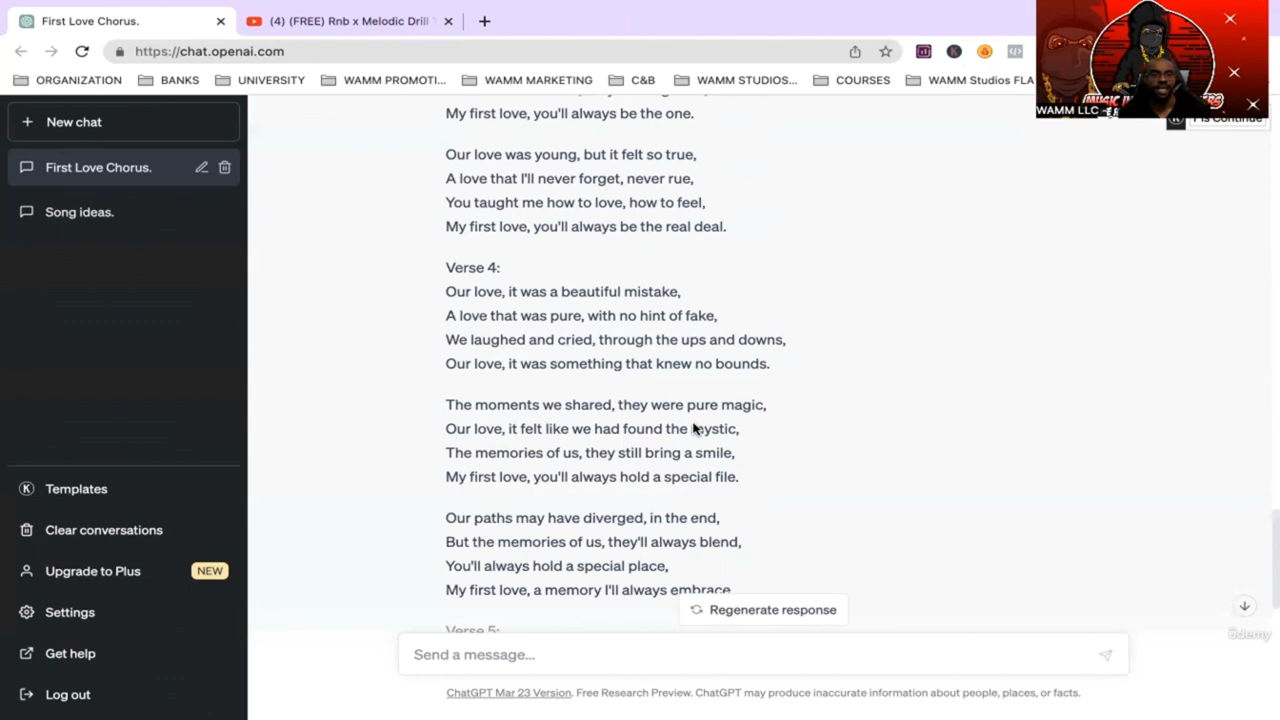 First Love Chorus.
(4) (FREE) Rnb x Melodic Drill
https://chat.openai.com
ORGANIZATION
BANKS
UNIVERSITY
WAMM PROMOTI...
WAMM MARKETING
C&B
WAMM STUDIOS...
COURSES
WAMM Studios FLA
WAMM LLC
New chat
First Love Chorus.
Song ideas.
My first love, you'll always be the one.
Our love was young, but it felt so true,
A love that I'll never forget, never rue,
You taught me how to love, how to feel,
My first love, you'll always be the real deal.
Verse 4:
Our love, it was a beautiful mistake,
A love that was pure, with no hint of fake,
We laughed and cried, through the ups and downs,
Our love, it was something that knew no bounds.
The moments we shared, they were pure magic,
Our love, it felt like we had found the mystic,
The memories of us, they still bring a smile,
My first love, you'll always hold a special file.
Our paths may have diverged, in the end,
But the memories of us, they'll always blend,
You'll always hold a special place,
My first love, a memory I'll always embrace
Verse 5:
Regenerate response
Send a message...
ChatGPT Mar 23 Version. Free Research Preview. ChatGPT may produce inaccurate information about people, places, or facts.
Templates
Clear conversations
Upgrade to Plus
NEW
Settings
Get help
Log out
ûdemy